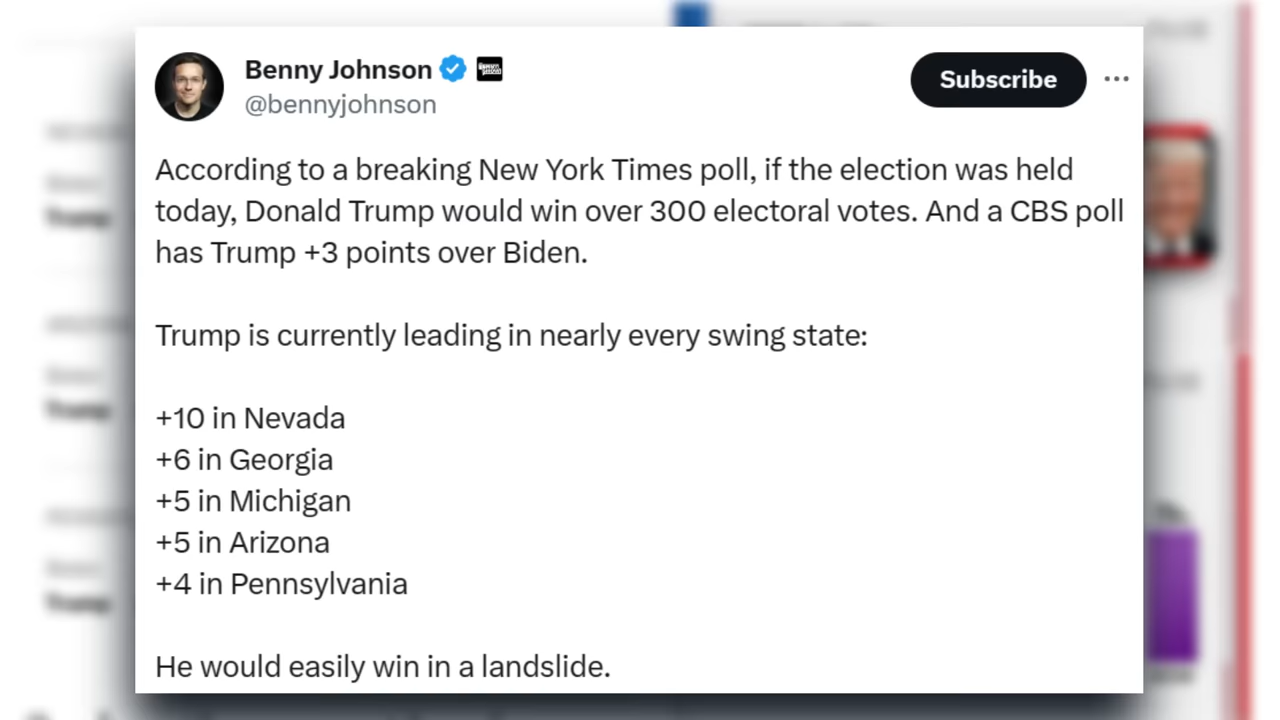 Benny Johnson
@bennyjohnson
Subscribe
According to a breaking New York Times poll, if the election was held
today, Donald Trump would win over 300 electoral votes. And a CBS poll
has Trump +3 points over Biden.
Trump is currently leading in nearly every swing state:
+10 in Nevada
+6 in Georgia
+5 in Michigan
+5 in Arizona
+4 in Pennsylvania
He would easily win in a landslide.
Trump
Trump
Trump